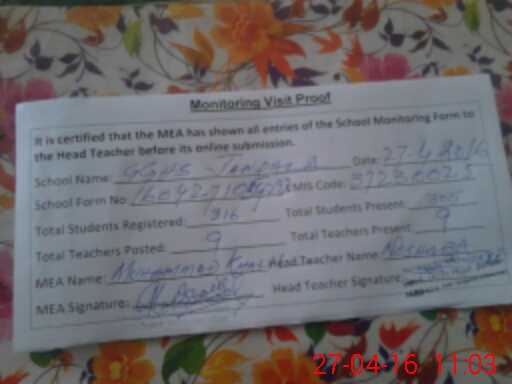 Monitoring Visit Proof
It is certified that the MEA has shown all entries of the School Monitoring Form to
the Head Teacher before its online submission.
School Name: GGHS Date: 27-4-2016
School Form No: EMIS Code:
Total Students Registered: 316 Total Students Present: 305
Total Teachers Posted: 9 Total Teachers Present: 9
MEA Name: Muhammad Head Teacher Name:
MEA Signature: Head Teacher Signature:
27-04-16 11:03